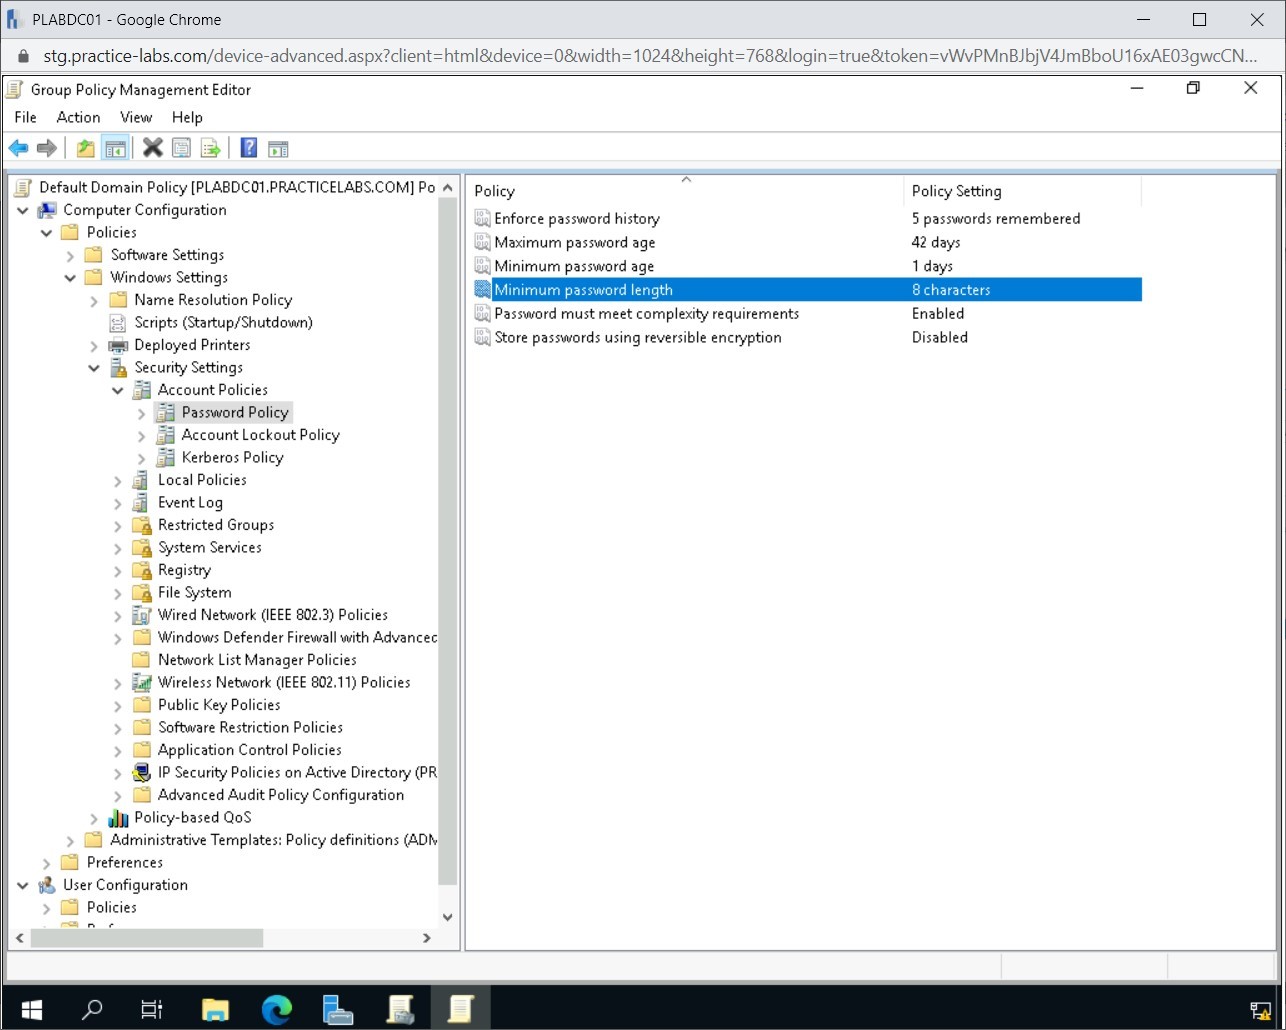 PLABDC01 - Google Chrome
stg.practice-labs.com/device-advanced.aspx?client=html&device=0&width=1024&height=768&login=true&token=vWvPMnBJbjV4JmBboU16xAE03gwcCN...
Group Policy Management Editor
File Action View Help
Default Domain Policy [PLABDC01.PRACTICELABS.COM] Po
Computer Configuration
Policies
Software Settings
Windows Settings
Name Resolution Policy
Scripts (Startup/Shutdown)
Deployed Printers
Security Settings
Account Policies
Password Policy
Account Lockout Policy
Kerberos Policy
Local Policies
Event Log
Restricted Groups
System Services
Registry
File System
Wired Network (IEEE 802.3) Policies
Windows Defender Firewall with Advanced
Network List Manager Policies
Wireless Network (IEEE 802.11) Policies
Public Key Policies
Software Restriction Policies
Application Control Policies
IP Security Policies on Active Directory (PR
Advanced Audit Policy Configuration
Policy-based QoS
Administrative Templates: Policy definitions (ADM
Preferences
User Configuration
Policies
Policy Policy Setting
Enforce password history 5 passwords remembered
Maximum password age 42 days
Minimum password age 1 days
Minimum password length 8 characters
Password must meet complexity requirements Enabled
Store passwords using reversible encryption Disabled